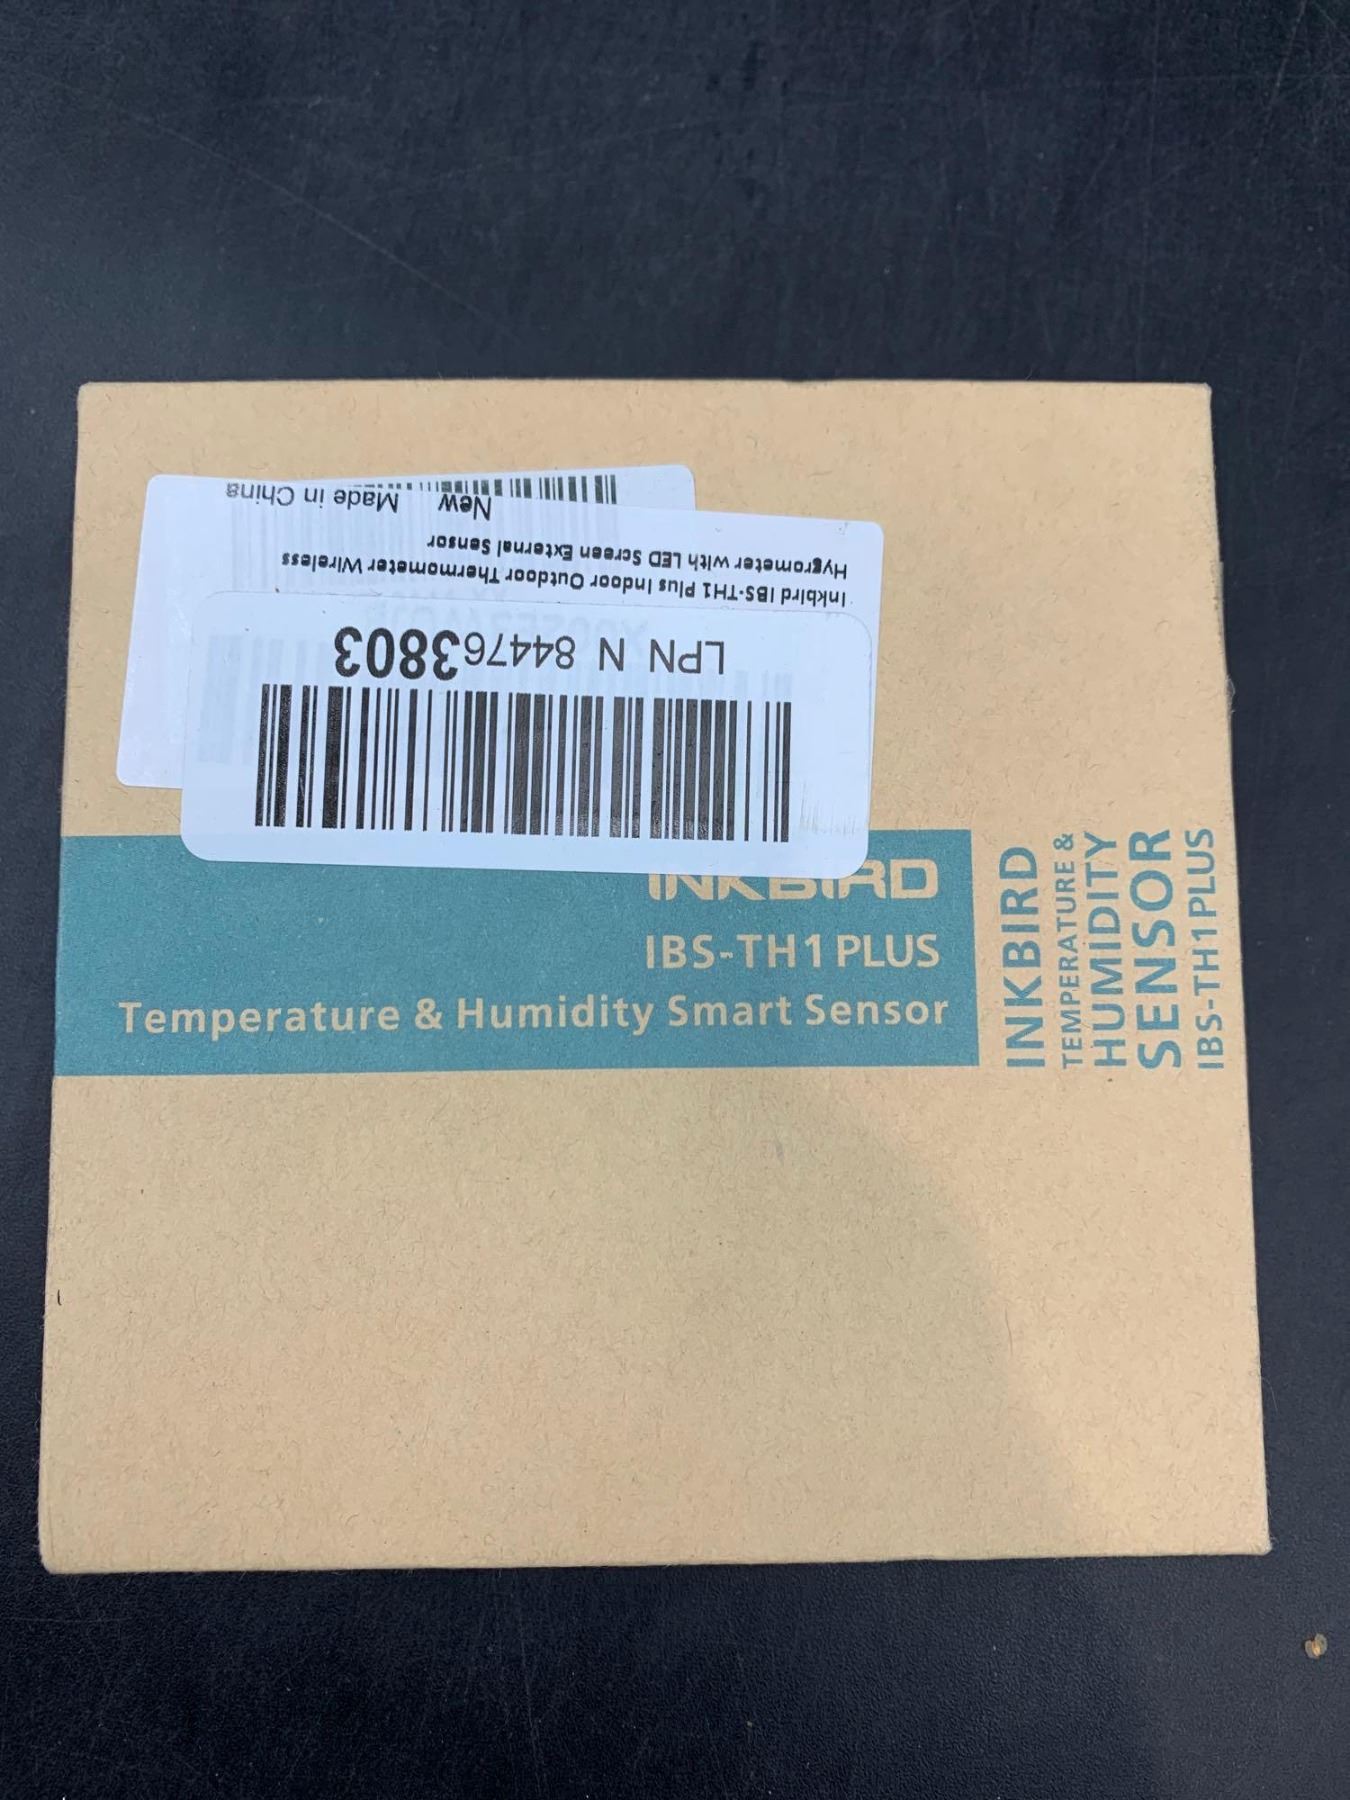 INKBIRD
IBS-TH1 PLUS
Temperature & Humidity Smart Sensor
INKBIRD
TEMPERATURE &
HUMIDITY
SENSOR
IBS-TH1PLUS
LPN N 844763803
Inkbird IBS-TH1 Plus Indoor Outdoor Thermometer Wireless
Hygrometer with LED Screen External Sensor
New Made in China